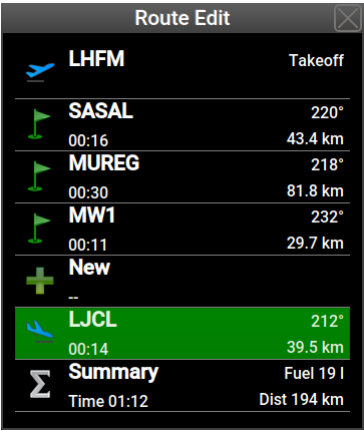 Route Edit
LHFM Takeoff
SASAL 220°
00:16 43.4 km
MUREG 218°
00:30 81.8 km
MW1 232°
00:11 29.7 km
New
--
LJCL 212°
00:14 39.5 km
Σ Summary Fuel 19 l
Time 01:12 Dist 194 km